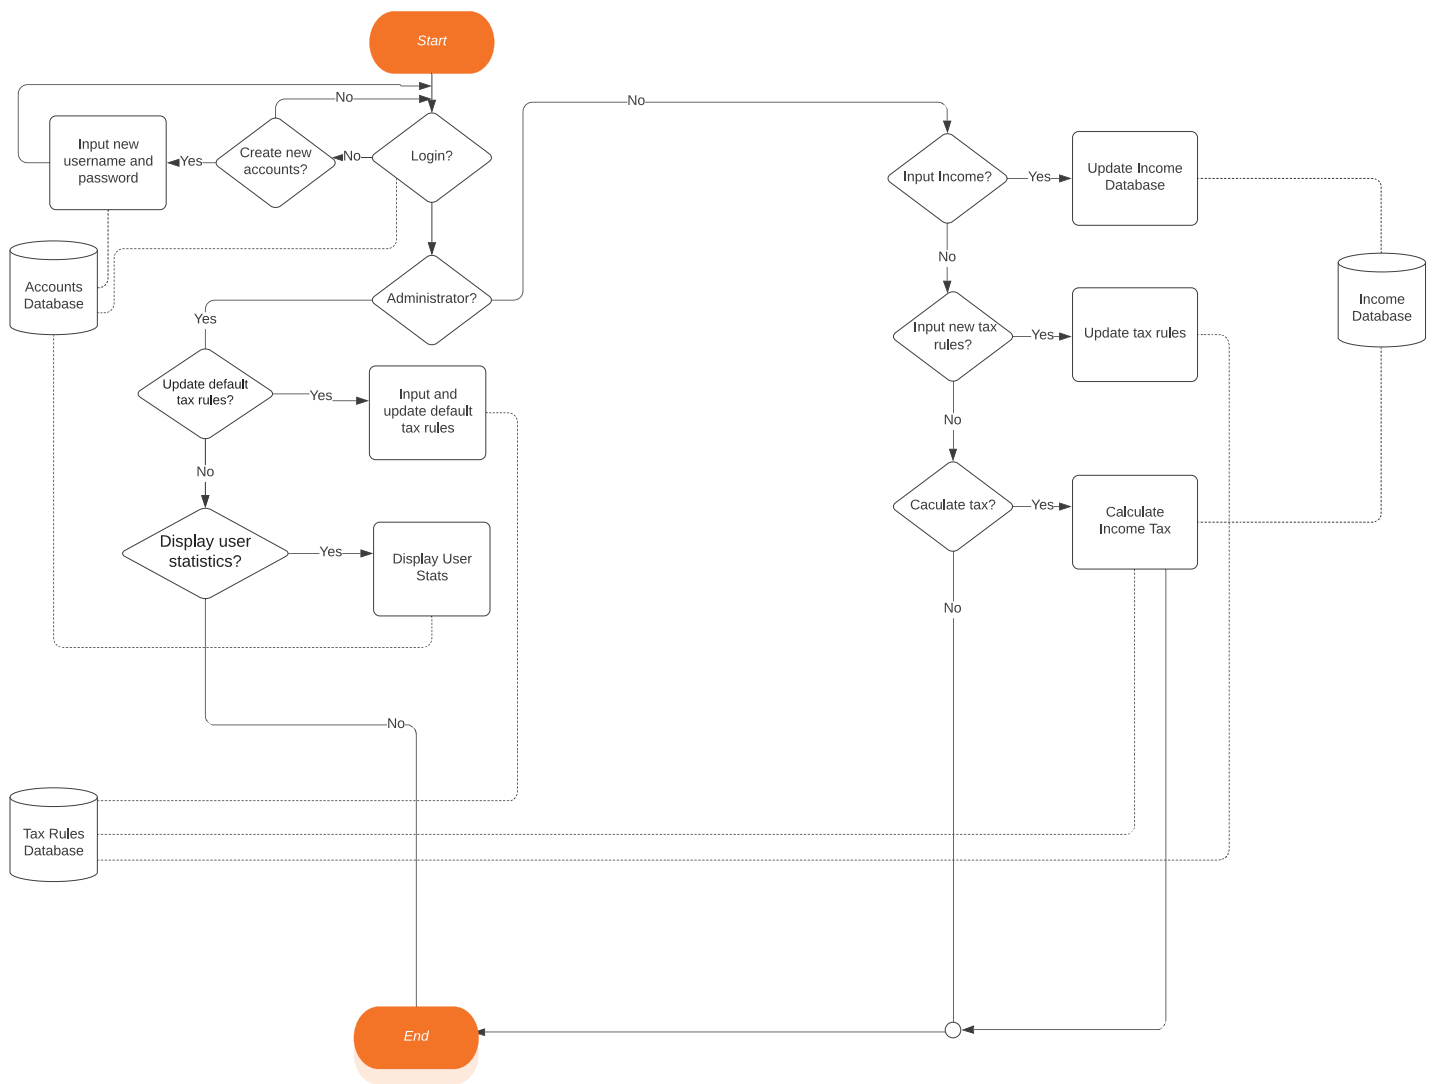 Start
No
No
Input new
username and
password
Yes
Create new
accounts?
No
Login?
Input Income?
Yes
Update Income
Database
Accounts
Database
Administrator?
No
Income
Database
Yes
Input new tax
rules?
Yes
Update tax rules
Update default
tax rules?
Yes
Input and
update default
tax rules
No
No
Caculate tax?
Yes
Calculate
Income Tax
Display user
statistics?
Yes
Display User
Stats
No
No
Tax Rules
Database
End